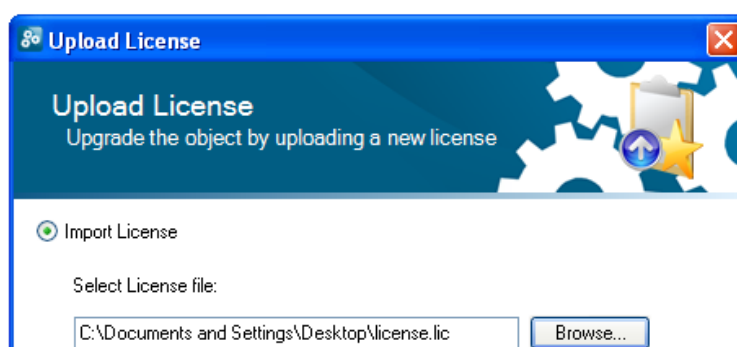 Upload License
Upload License
Upgrade the object by uploading a new license
Import License
Select License file:
C:\Documents and Settings\Desktop\license.lic
Browse...